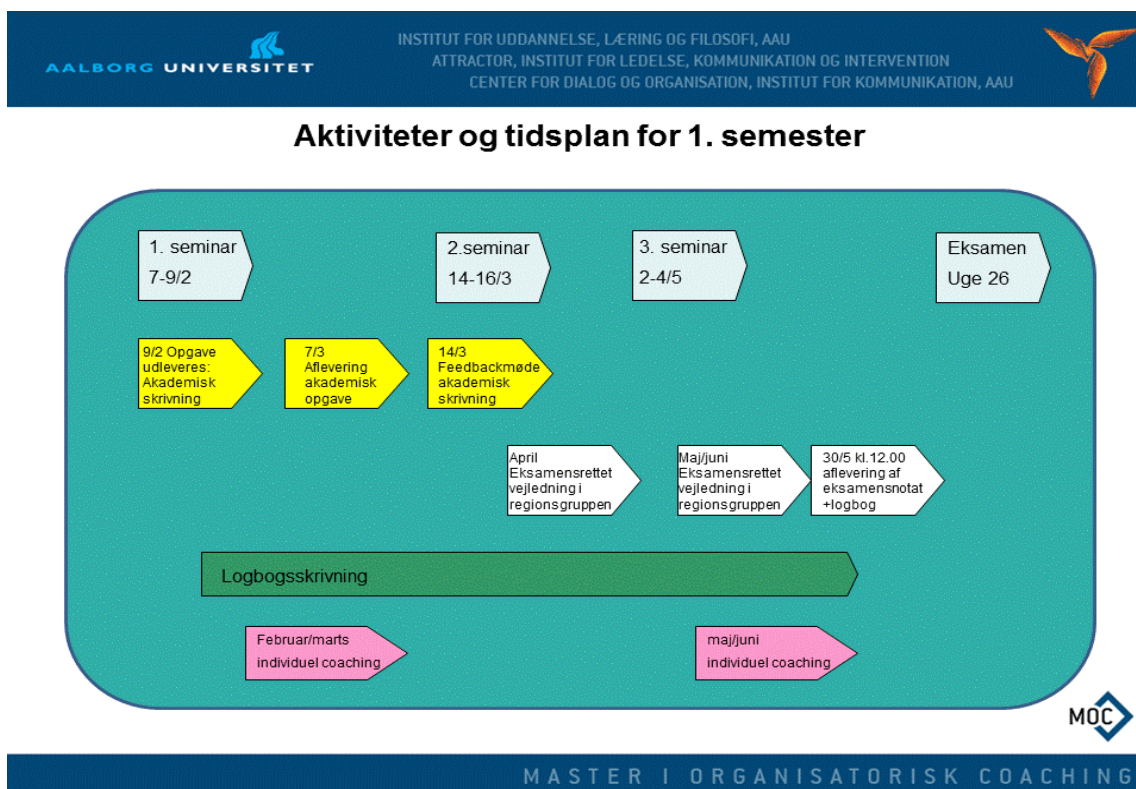 AALBORG UNIVERSITET
INSTITUT FOR UDDANNELSE, LÆRING OG FILOSOFI, AAU
ATTRACTOR, INSTITUT FOR LEDELSE, KOMMUNIKATION OG INTERVENTION
CENTER FOR DIALOG OG ORGANISATION, INSTITUT FOR KOMMUNIKATION, AAU
Aktiviteter og tidsplan for 1. semester
1. seminar
7-9/2
2.seminar
14-16/3
3. seminar
2-4/5
Eksamen
Uge 26
9/2 Opgave
udleveres:
Akademisk
skrivning
7/3
Aflevering
akademisk
opgave
14/3
Feedbackmøde
akademisk
skrivning
April
Eksamensrettet
vejledning i
regionsgruppen
Maj/juni
Eksamensrettet
vejledning i
regionsgruppen
30/5 kl.12.00
aflevering af
eksamensnotat
+logbog
Logbogsskrivning
Februar/marts
individuel coaching
maj/juni
individuel coaching
MOC
MASTER I ORGANISATORISK COACHING